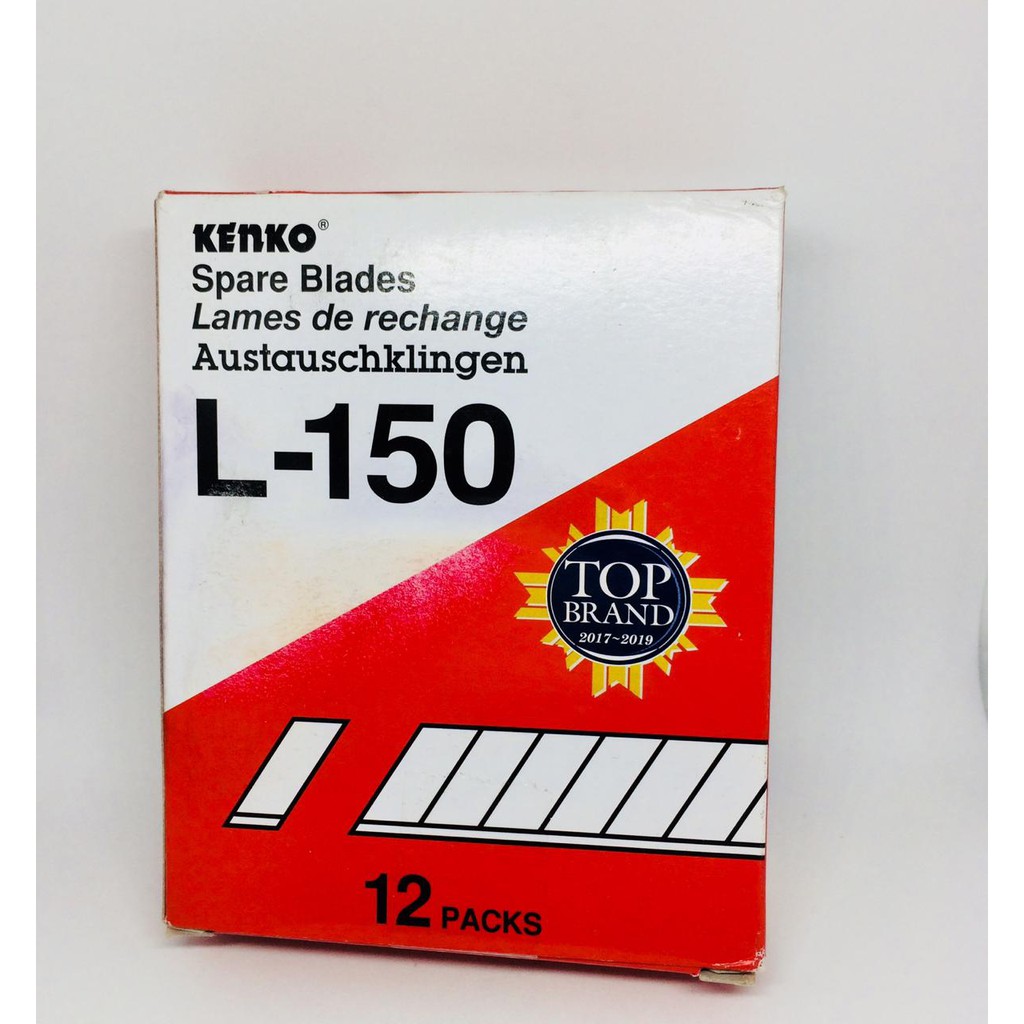 KENKO®
Spare Blades
Lames de rechange
Austauschklingen
L-150
TOP
BRAND
2017~2019
12 PACKS